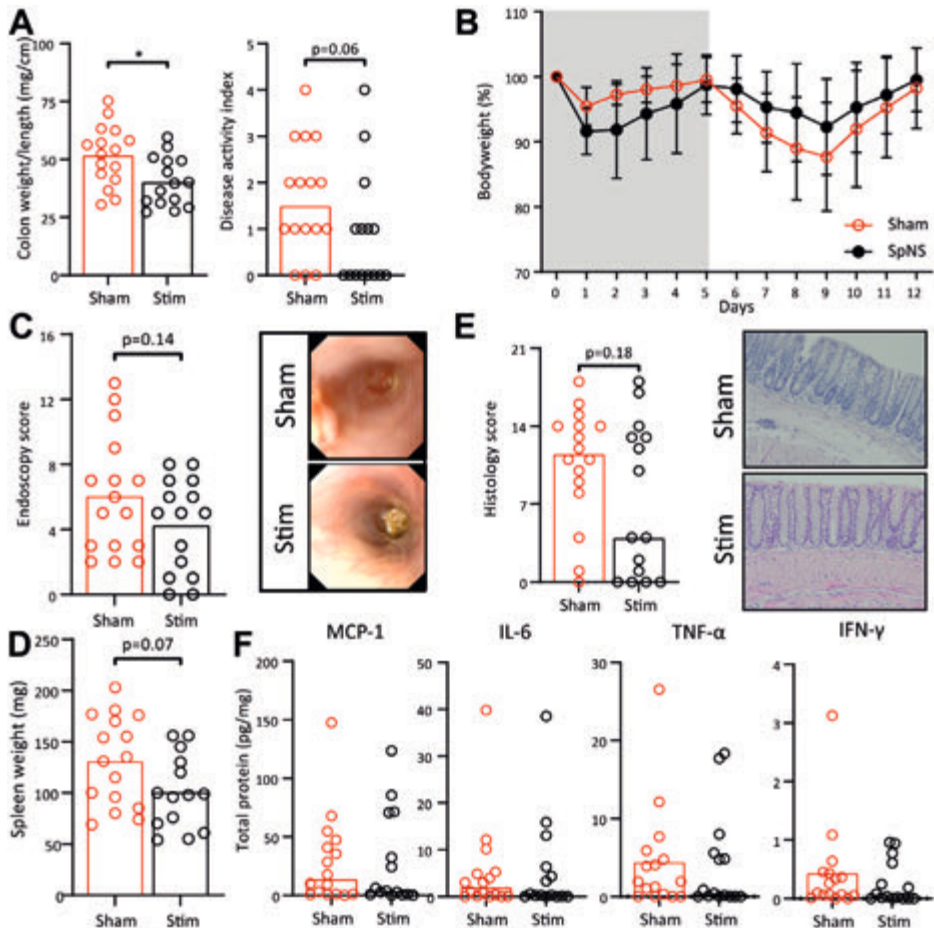 A
Colon weight/length (mg/cm)
100
75
50
25
0
*
Sham
Stim
Disease activity index
5
4
3
2
1
0
p=0.06
Sham
Stim
B
Bodyweight (%)
110
100
90
80
70
Sham
SpNS
0 1 2 3 4 5 6 7 8 9 10 11 12
Days
C
Endoscopy score
16
12
8
4
0
p=0.14
Sham
Stim
Sham
Stim
E
Histology score
21
14
7
0
p=0.18
Sham
Stim
Sham
Stim
D
Spleen weight (mg)
250
200
150
100
50
0
p=0.07
Sham
Stim
F
Total protein (pg/mg)
MCP-1
200
150
100
50
0
Sham
Stim
IL-6
50
40
30
20
10
0
Sham
Stim
TNF-α
30
20
10
0
Sham
Stim
IFN-γ
4
3
2
1
0
Sham
Stim